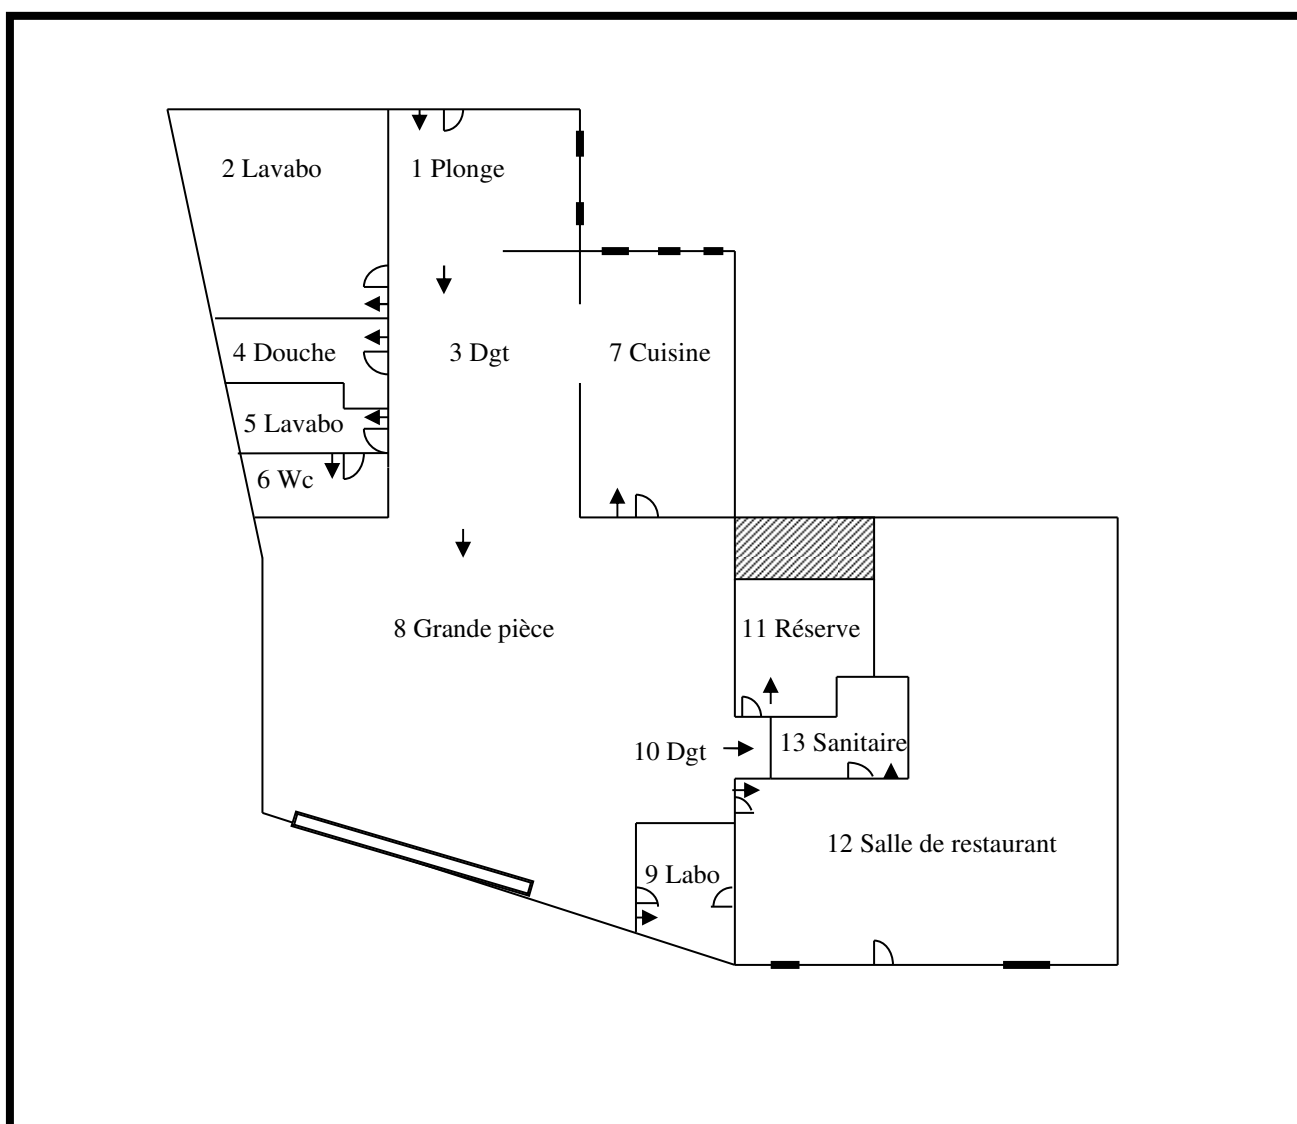 2 Lavabo
1 Plonge
4 Douche
3 Dgt
7 Cuisine
5 Lavabo
6 Wc
8 Grande pièce
11 Réserve
10 Dgt
13 Sanitaire
12 Salle de restaurant
9 Labo